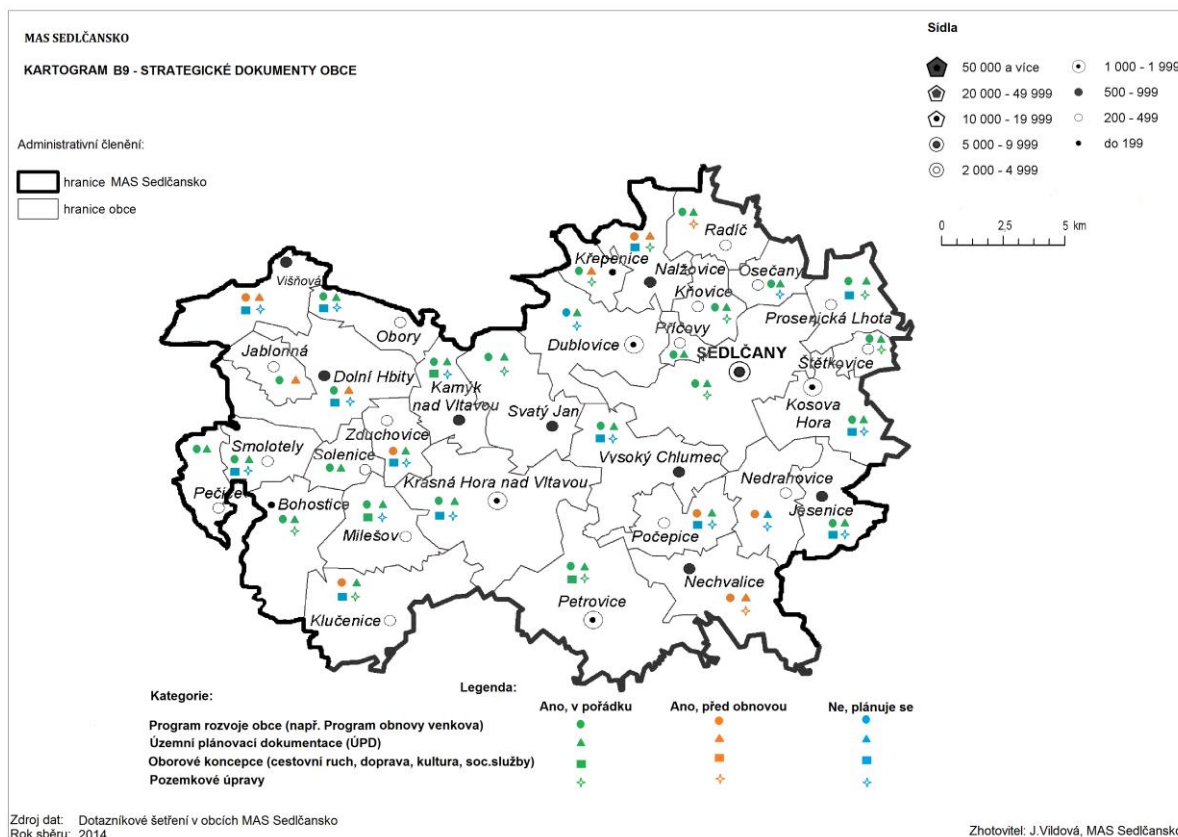 MAS SEDLČANSKO
KARTOGRAM B9 - STRATEGICKÉ DOKUMENTY OBCE
Administrativní členění:
hranice MAS Sedlčansko
hranice obce
Sídla
50 000 a více
20 000 - 49 999
10 000 - 19 999
5 000 - 9 999
2 000 - 4 999
1 000 - 1 999
500 - 999
200 - 499
do 199
0 2.5 5 km
Radíč
Křepenice
Višňová
Nalžovice
Osečany
Kňovice
Prosenická Lhota
Obory
Příčovy
Dublovice
SEDLČANY
Jablonná
Štětkovice
Dolní Hbity
Kamýk
nad Vltavou
Svatý Jan
Kosova
Hora
Zduchovice
Smolotely
Solenice
Vysoký Chlumec
Krásná Hora nad Vltavou
Nedrahovice
Pečice
Bohostice
Jesenice
Milešov
Počepice
Nechvalice
Petrovice
Klučenice
Legenda:
Kategorie:
Ano, v pořádku
Ano, před obnovou
Ne, plánuje se
Program rozvoje obce (např. Program obnovy venkova)
Územní plánovací dokumentace (ÚPD)
Oborové koncepce (cestovní ruch, doprava, kultura, soc.služby)
Pozemkové úpravy
Zdroj dat: Dotazníkové šetření v obcích MAS Sedlčansko
Rok sběru: 2014
Zhotovitel: J.Vildová, MAS Sedlčansko